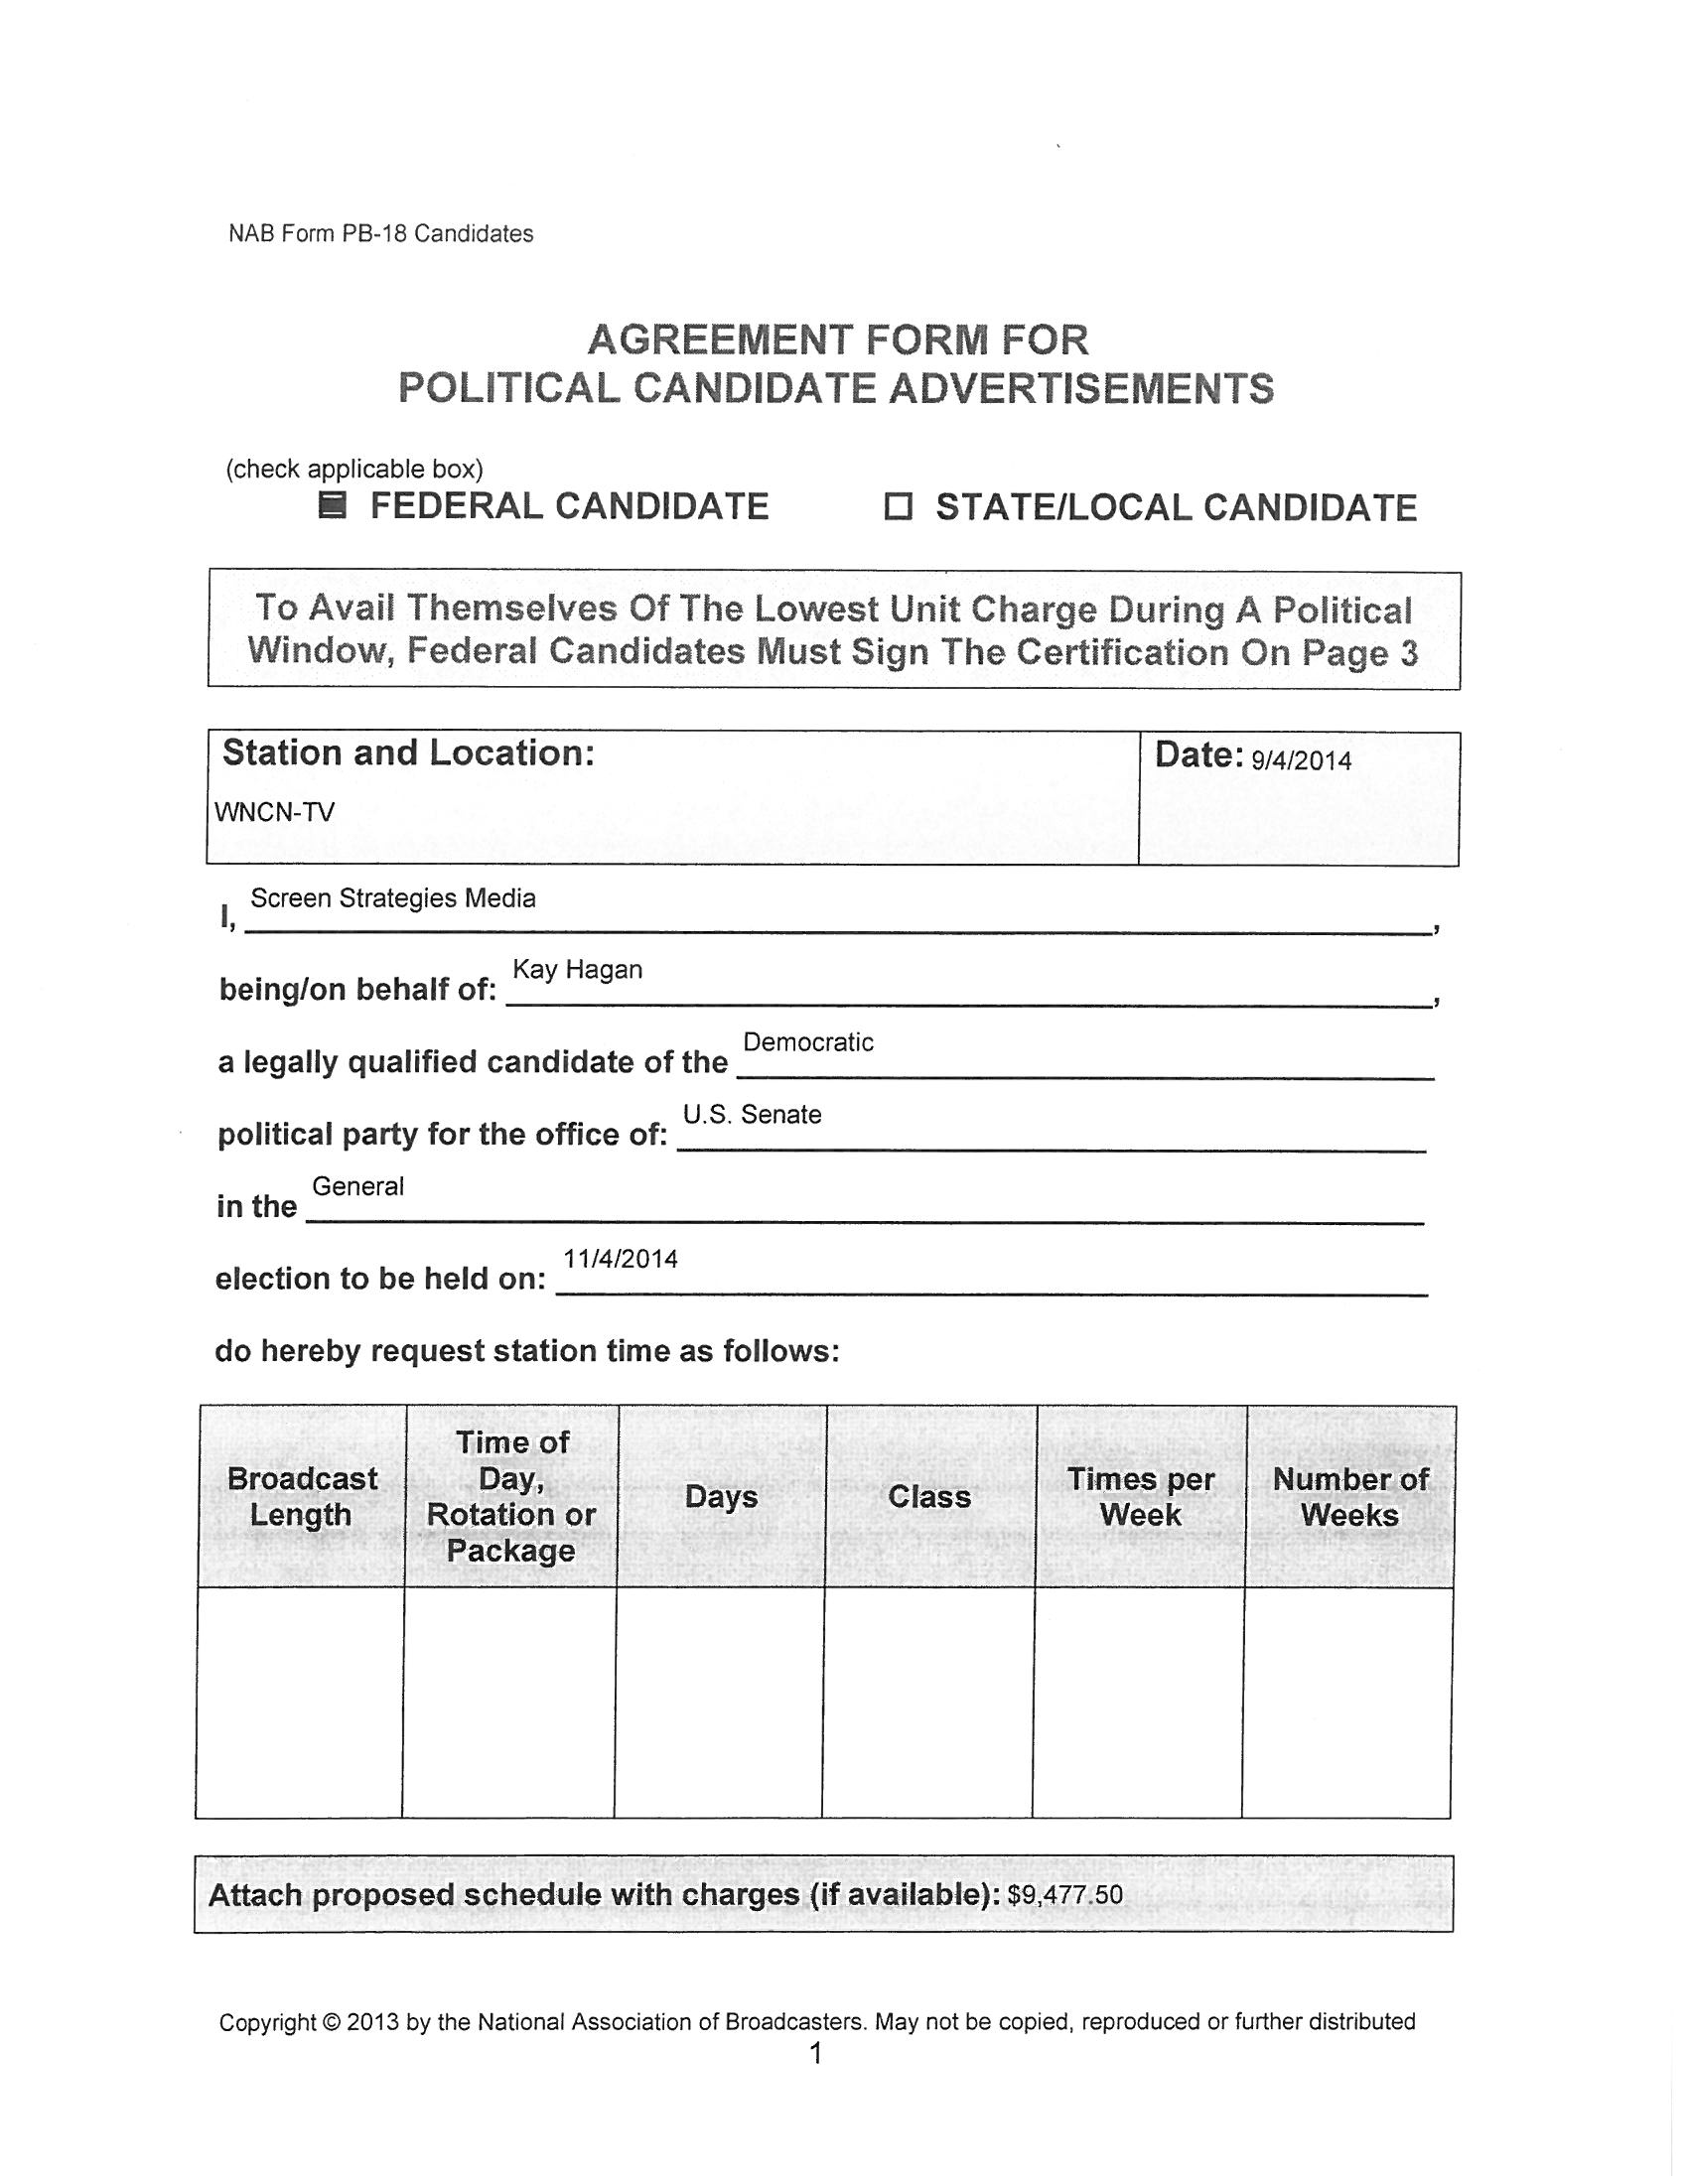 NAB Form PB-18 Candidates
AGREEMENT FORM FOR
POLITICAL CANDIDATE ADVERTISEMENTS
(check applicable box)
FEDERAL CANDIDATE ☐ STATE/LOCAL CANDIDATE
To Avail Themselves Of The Lowest Unit Charge During A Political
Window, Federal Candidates Must Sign The Certification On Page 3
Station and Location: Date: 9/4/2014
WNCN-TV
I, Screen Strategies Media,
being/on behalf of: Kay Hagan,
a legally qualified candidate of the Democratic
political party for the office of: U.S. Senate
in the General
election to be held on: 11/4/2014
do hereby request station time as follows:
Broadcast Length
Time of Day, Rotation or Package
Days
Class
Times per Week
Number of Weeks
Attach proposed schedule with charges (if available): $9,477.50
Copyright © 2013 by the National Association of Broadcasters. May not be copied, reproduced or further distributed
1